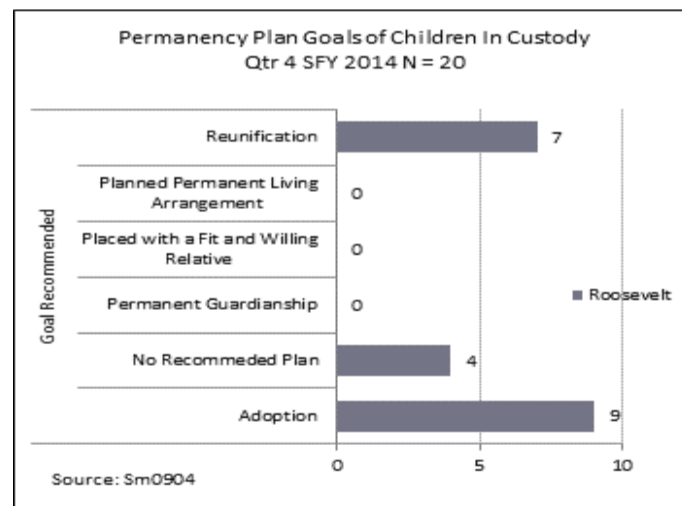 Permanency Plan Goals of Children In Custody
Qtr 4 SFY 2014 N = 20
Goal Recommended
Reunification
7
Planned Permanent Living
Arrangement
0
Placed with a Fit and Willing
Relative
0
Permanent Guardianship
0
No Recommeded Plan
4
Adoption
9
Roosevelt
0 5 10
Source: Sm0904